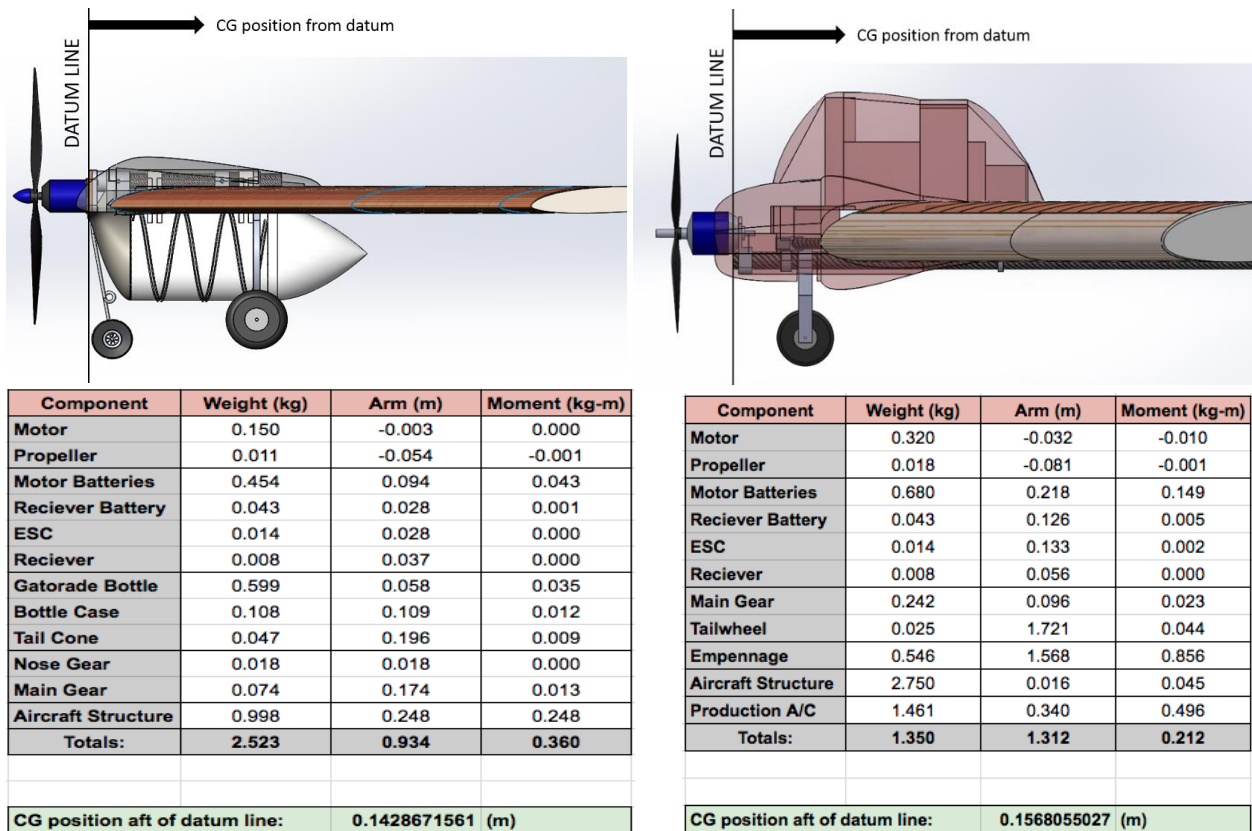 CG position from datum
DATUM LINE
Component Weight (kg) Arm (m) Moment (kg-m)
Motor 0.150 -0.003 0.000
Propeller 0.011 -0.054 -0.001
Motor Batteries 0.454 0.094 0.043
Reciever Battery 0.043 0.028 0.001
ESC 0.014 0.028 0.000
Reciever 0.008 0.037 0.000
Gatorade Bottle 0.599 0.058 0.035
Bottle Case 0.108 0.109 0.012
Tail Cone 0.047 0.196 0.009
Nose Gear 0.018 0.018 0.000
Main Gear 0.074 0.174 0.013
Aircraft Structure 0.998 0.248 0.248
Totals: 2.523 0.934 0.360
CG position aft of datum line: 0.1428671561 (m)
CG position from datum
DATUM LINE
Component Weight (kg) Arm (m) Moment (kg-m)
Motor 0.320 -0.032 -0.010
Propeller 0.018 -0.081 -0.001
Motor Batteries 0.680 0.218 0.149
Reciever Battery 0.043 0.126 0.005
ESC 0.014 0.133 0.002
Reciever 0.008 0.056 0.000
Main Gear 0.242 0.096 0.023
Tailwheel 0.025 1.721 0.044
Empennage 0.546 1.568 0.856
Aircraft Structure 2.750 0.016 0.045
Production A/C 1.461 0.340 0.496
Totals: 1.350 1.312 0.212
CG position aft of datum line: 0.1568055027 (m)